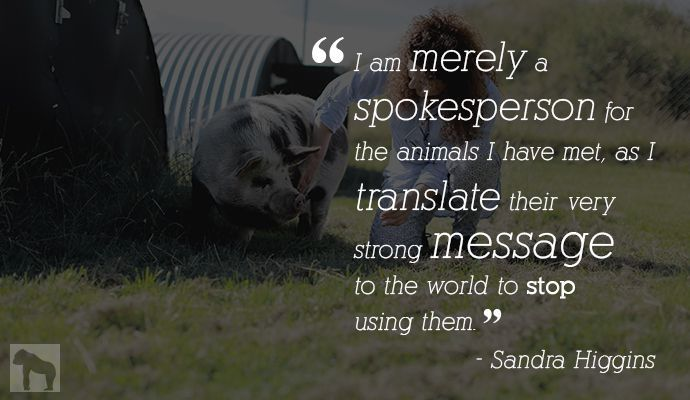 “ I am merely a
spokesperson for
the animals I have met, as I
translate their very
strong message
to the world to stop
using them. ”
- Sandra Higgins